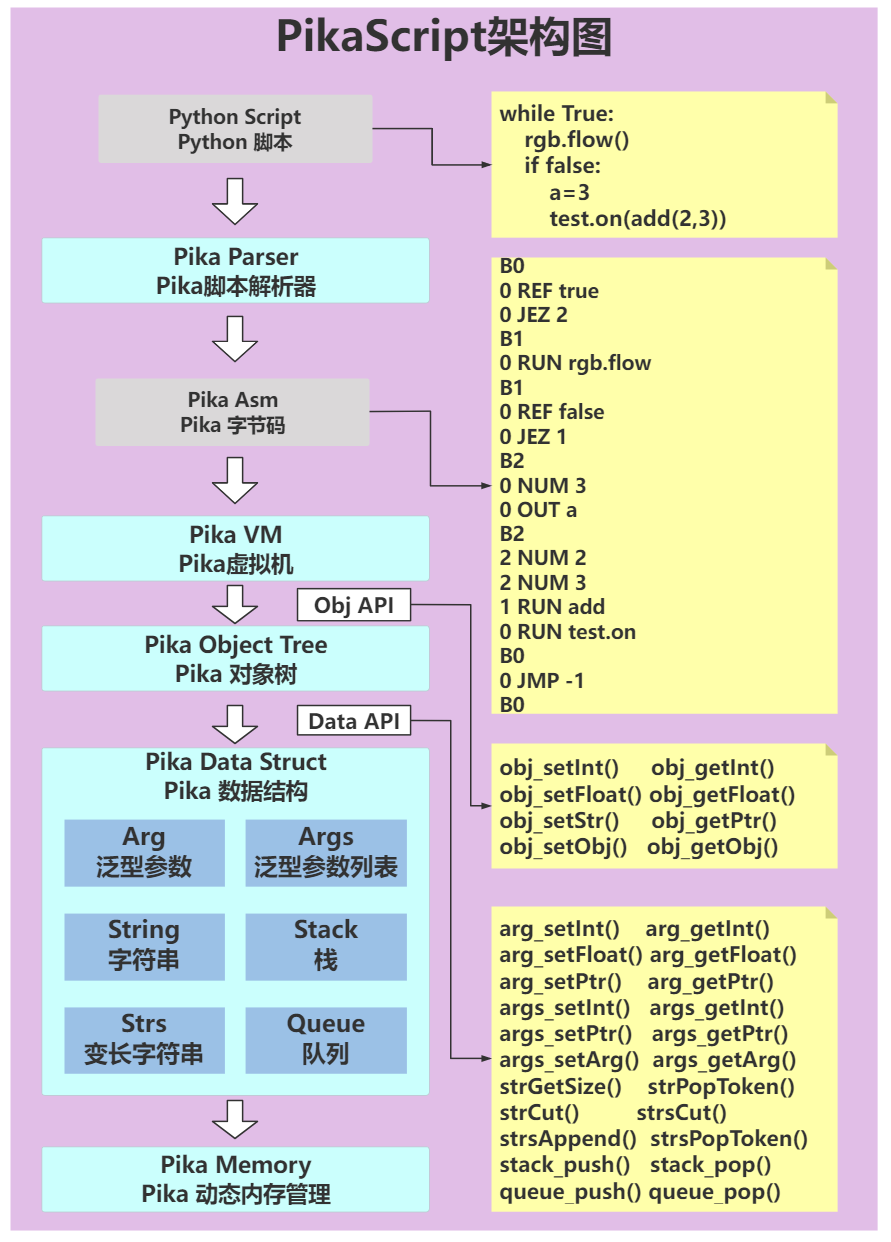 PikaScript架构图
Python Script
Python 脚本
while True:
rgb.flow()
if false:
a=3
test.on(add(2,3))
Pika Parser
Pika脚本解析器
Pika Asm
Pika 字节码
B0
0 REF true
0 JEZ 2
B1
0 RUN rgb.flow
B1
0 REF false
0 JEZ 1
B2
0 NUM 3
0 OUT a
B2
2 NUM 2
2 NUM 3
1 RUN add
0 RUN test.on
B0
0 JMP -1
B0
Pika VM
Pika虚拟机
Obj API
Pika Object Tree
Pika 对象树
Data API
obj_setInt() obj_getInt()
obj_setFloat() obj_getFloat()
obj_setStr() obj_getPtr()
obj_setObj() obj_getObj()
Pika Data Struct
Pika 数据结构
Arg
泛型参数
Args
泛型参数列表
String
字符串
Stack
栈
Strs
变长字符串
Queue
队列
arg_setInt() arg_getInt()
arg_setFloat() arg_getFloat()
arg_setPtr() arg_getPtr()
args_setInt() args_getInt()
args_setPtr() args_getPtr()
args_setArg() args_getArg()
strGetSize() strPopToken()
strCut() strsCut()
strsAppend() strsPopToken()
stack_push() stack_pop()
queue_push() queue_pop()
Pika Memory
Pika 动态内存管理